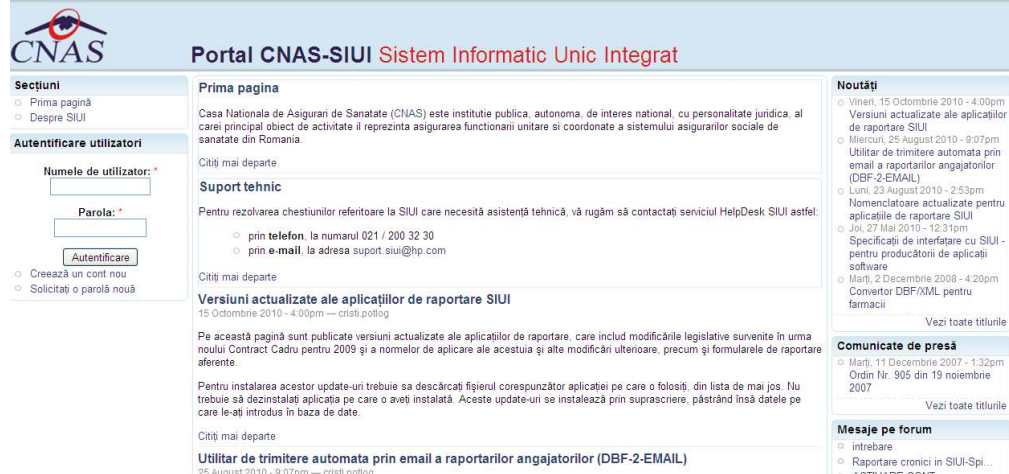 CNAS
Portal CNAS-SIUI Sistem Informatic Unic Integrat
Secțiuni
Prima pagină
Despre SIUI
Autentificare utilizatori
Numele de utilizator: *
Parola: *
Autentificare
Creează un cont nou
Solicitați o parolă nouă
Prima pagina
Casa Nationala de Asigurari de Sanatate (CNAS) este institutie publica, autonoma, de interes national, cu personalitate juridica, al
carei principal obiect de activitate il reprezinta asigurarea functionarii unitare si coordonate a sistemului asigurarilor sociale de
sanatate din Romania.
Citiți mai departe
Suport tehnic
Pentru rezolvarea chestiunilor referitoare la SIUI care necesită asistență tehnică, vă rugăm să contactați serviciul HelpDesk SIUI astfel:
prin telefon, la numarul 021 / 200 32 30
prin e-mail, la adresa suport.siui@hp.com
Citiți mai departe
Versiuni actualizate ale aplicațiilor de raportare SIUI
15 Octombrie 2010 - 4:00pm — cristi.potlog
Pe această pagină sunt publicate versiuni actualizate ale aplicațiilor de raportare, care includ modificările legislative survenite în urma
noului Contract Cadru pentru 2009 şi a normelor de aplicare ale acestuia şi alte modificări ulterioare, precum şi formularele de raportare
aferente.
Pentru instalarea acestor update-uri trebuie sa descărcați fişierul corespunzător aplicației pe care o folosiți, din lista de mai jos. Nu
trebuie să dezinstalați aplicația pe care o aveți instalată. Aceste update-uri se instalează prin suprascriere, păstrând însă datele pe
care le-ați introdus în baza de date.
Citiți mai departe
Utilitar de trimitere automata prin email a raportarilor angajatorilor (DBF-2-EMAIL)
25 August 2010 - 9:07pm — cristi.potlog
Noutăți
Vineri, 15 Octombrie 2010 - 4:00pm
Versiuni actualizate ale aplicațiilor
de raportare SIUI
Miercuri, 25 August 2010 - 9:07pm
Utilitar de trimitere automata prin
email a raportarilor angajatorilor
(DBF-2-EMAIL)
Luni, 23 August 2010 - 2:53pm
Nomenclatoare actualizate pentru
aplicațiile de raportare SIUI
Joi, 27 Mai 2010 - 12:31pm
Specificații de interfațare cu SIUI -
pentru producătorii de aplicații
software
Marți, 2 Decembrie 2008 - 4:20pm
Convertor DBF/XML pentru
farmacii
Vezi toate titlurile
Comunicate de presă
Marți, 11 Decembrie 2007 - 1:32pm
Ordin Nr. 905 din 19 noiembrie
2007
Vezi toate titlurile
Mesaje pe forum
intrebare
Raportare cronici in SIUI-Spi...
ACTIVARE CONT